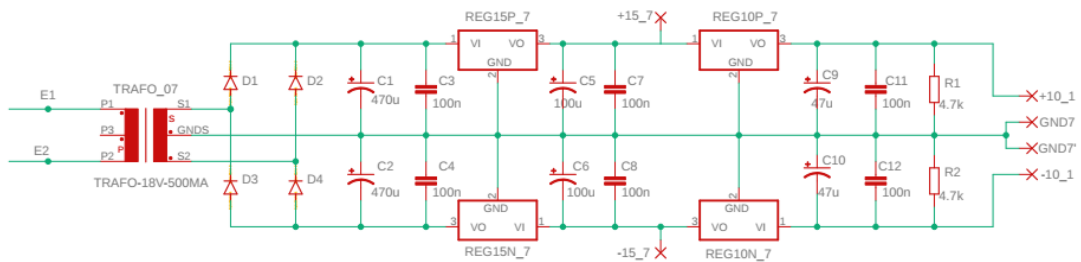 REG15P_7
+15_7
REG10P_7
1 VI VO 3
GND
2
1 VI VO 3
GND
2
D1
D2
C1
470u
C3
100n
C5
100u
C7
100n
C9
47u
C11
100n
R1
4.7k
TRAFO_07
E1
P1
S1
S
P3
GNDS
P
E2
P2
S2
TRAFO-18V-500MA
+10_1
GND7
GND7'
-10_1
D3
D4
C2
470u
C4
100n
C6
100u
C8
100n
C10
47u
C12
100n
R2
4.7k
2
GND
3 VO VI 1
2
GND
3 VO VI 1
REG15N_7
-15_7
REG10N_7